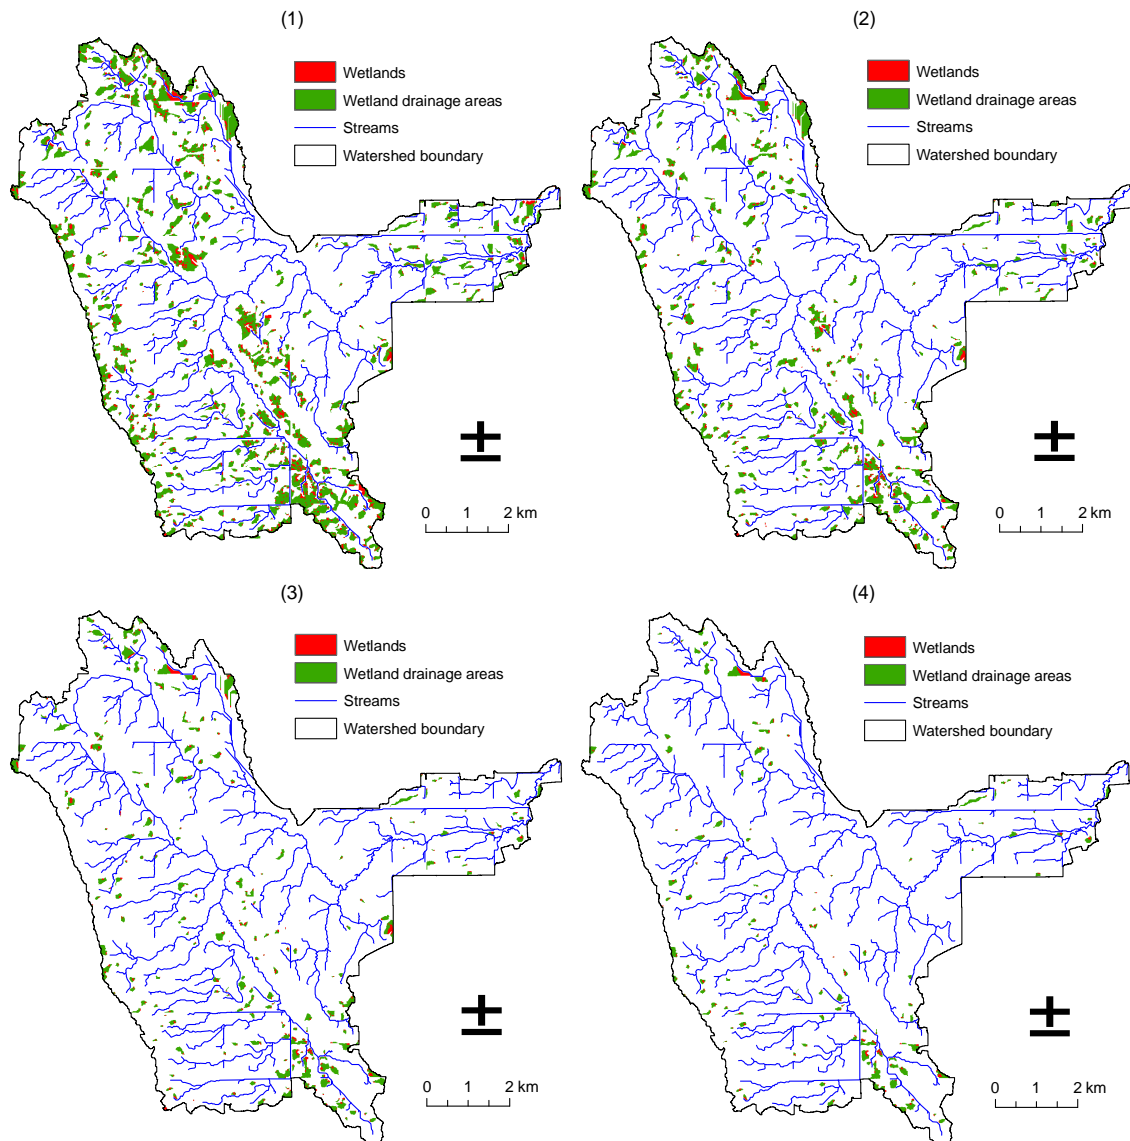 (1)
Wetlands
Wetland drainage areas
Streams
Watershed boundary
±
0 1 2 km
(2)
Wetlands
Wetland drainage areas
Streams
Watershed boundary
±
0 1 2 km
(3)
Wetlands
Wetland drainage areas
Streams
Watershed boundary
±
0 1 2 km
(4)
Wetlands
Wetland drainage areas
Streams
Watershed boundary
±
0 1 2 km